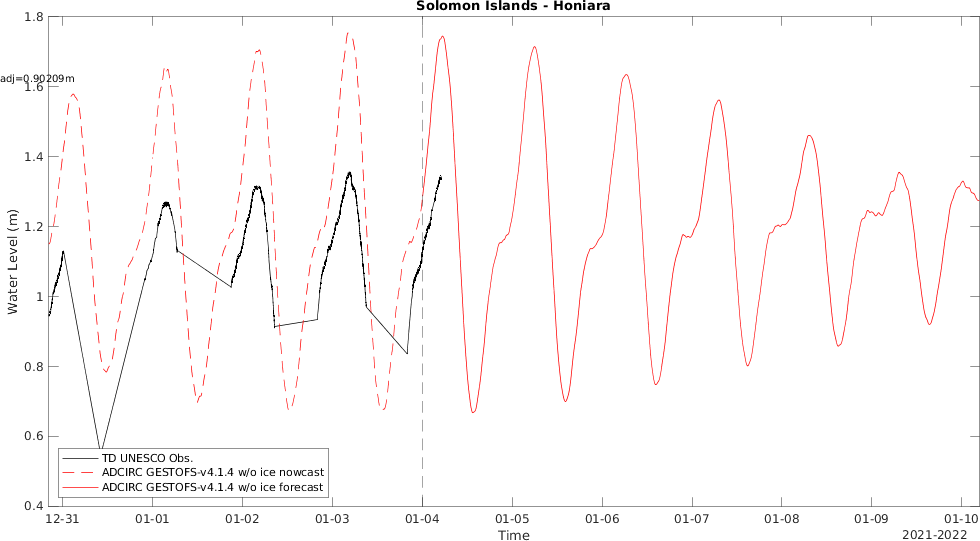 Solomon Islands - Honiara
1.8
adj=0.90209m
1.6
1.4
1.2
1
0.8
0.6
0.4
Water Level (m)
TD UNESCO Obs.
ADCIRC GESTOFS-v4.1.4 w/o ice nowcast
ADCIRC GESTOFS-v4.1.4 w/o ice forecast
12-31 01-01 01-02 01-03 01-04 01-05 01-06 01-07 01-08 01-09 01-10
Time
2021-2022